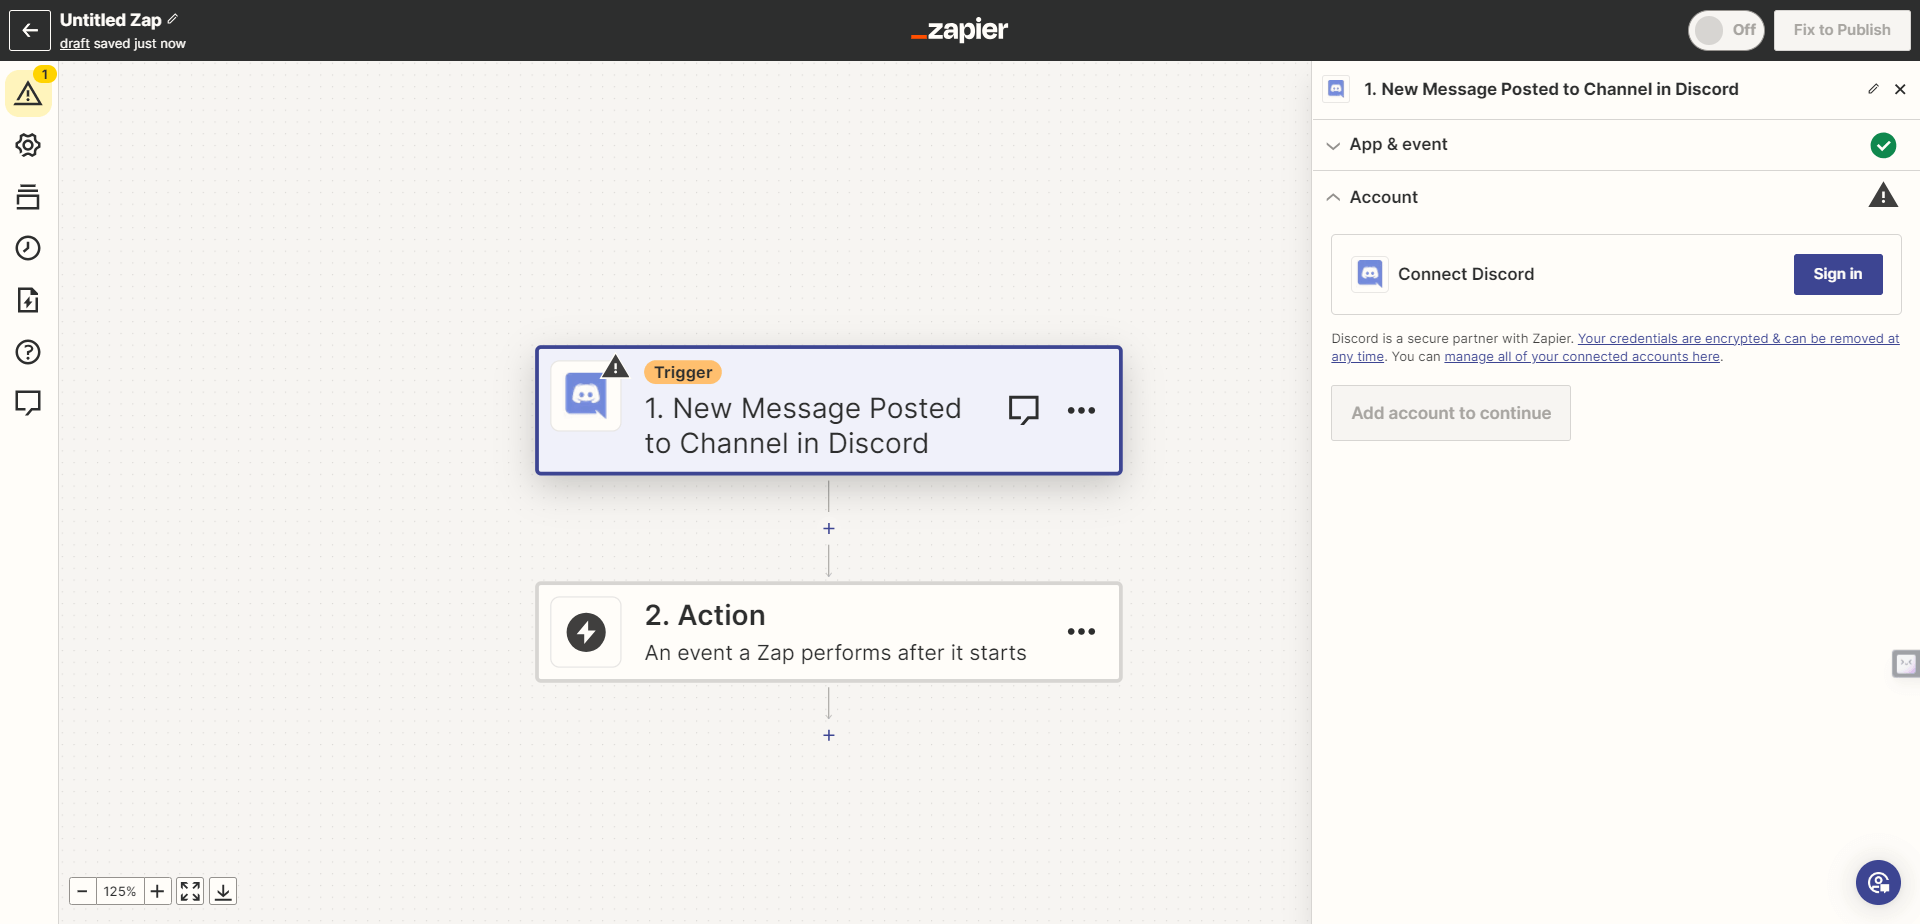 Untitled Zap
draft saved just now
zapier
Off
Fix to Publish
1
1. New Message Posted to Channel in Discord
App & event
Account
Connect Discord
Sign in
Discord is a secure partner with Zapier. Your credentials are encrypted & can be removed at
any time. You can manage all of your connected accounts here.
Add account to continue
Trigger
1. New Message Posted
to Channel in Discord
2. Action
An event a Zap performs after it starts
125%